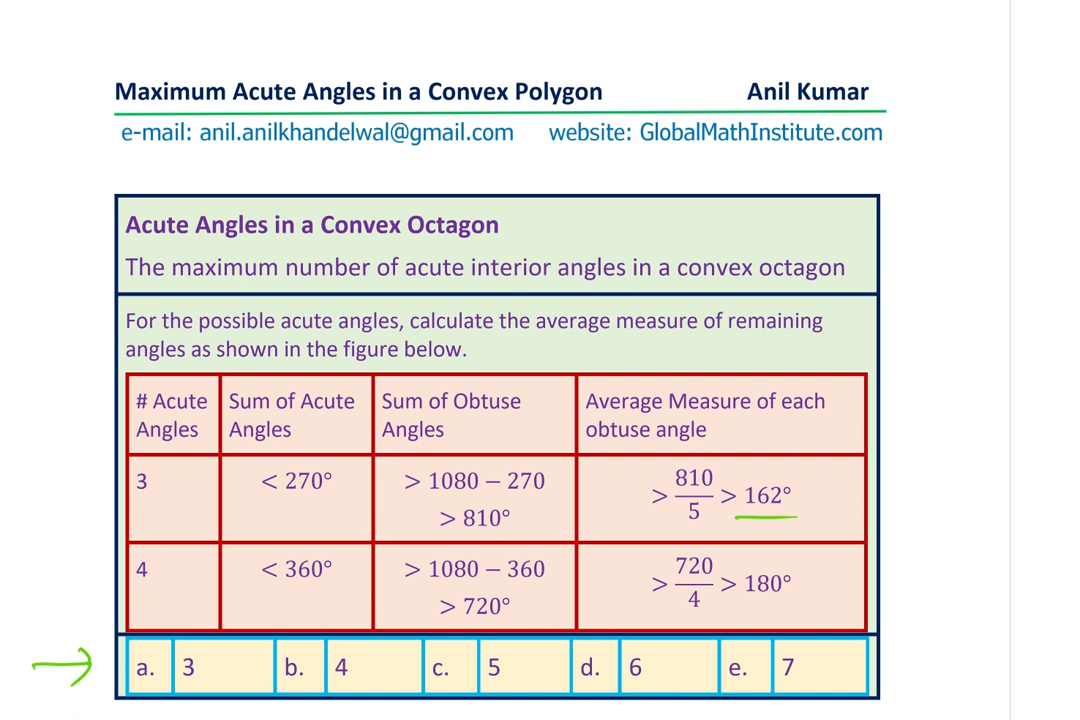 Maximum Acute Angles in a Convex Polygon Anil Kumar
e-mail: anil.anilkhandelwal@gmail.com website: GlobalMathInstitute.com
Acute Angles in a Convex Octagon
The maximum number of acute interior angles in a convex octagon
For the possible acute angles, calculate the average measure of remaining
angles as shown in the figure below.
# Acute Angles
Sum of Acute Angles
Sum of Obtuse Angles
Average Measure of each obtuse angle
3
< 270°
> 1080 − 270
> 810°
> 810/5 > 162°
4
< 360°
> 1080 − 360
> 720°
> 720/4 > 180°
a. 3 b. 4 c. 5 d. 6 e. 7